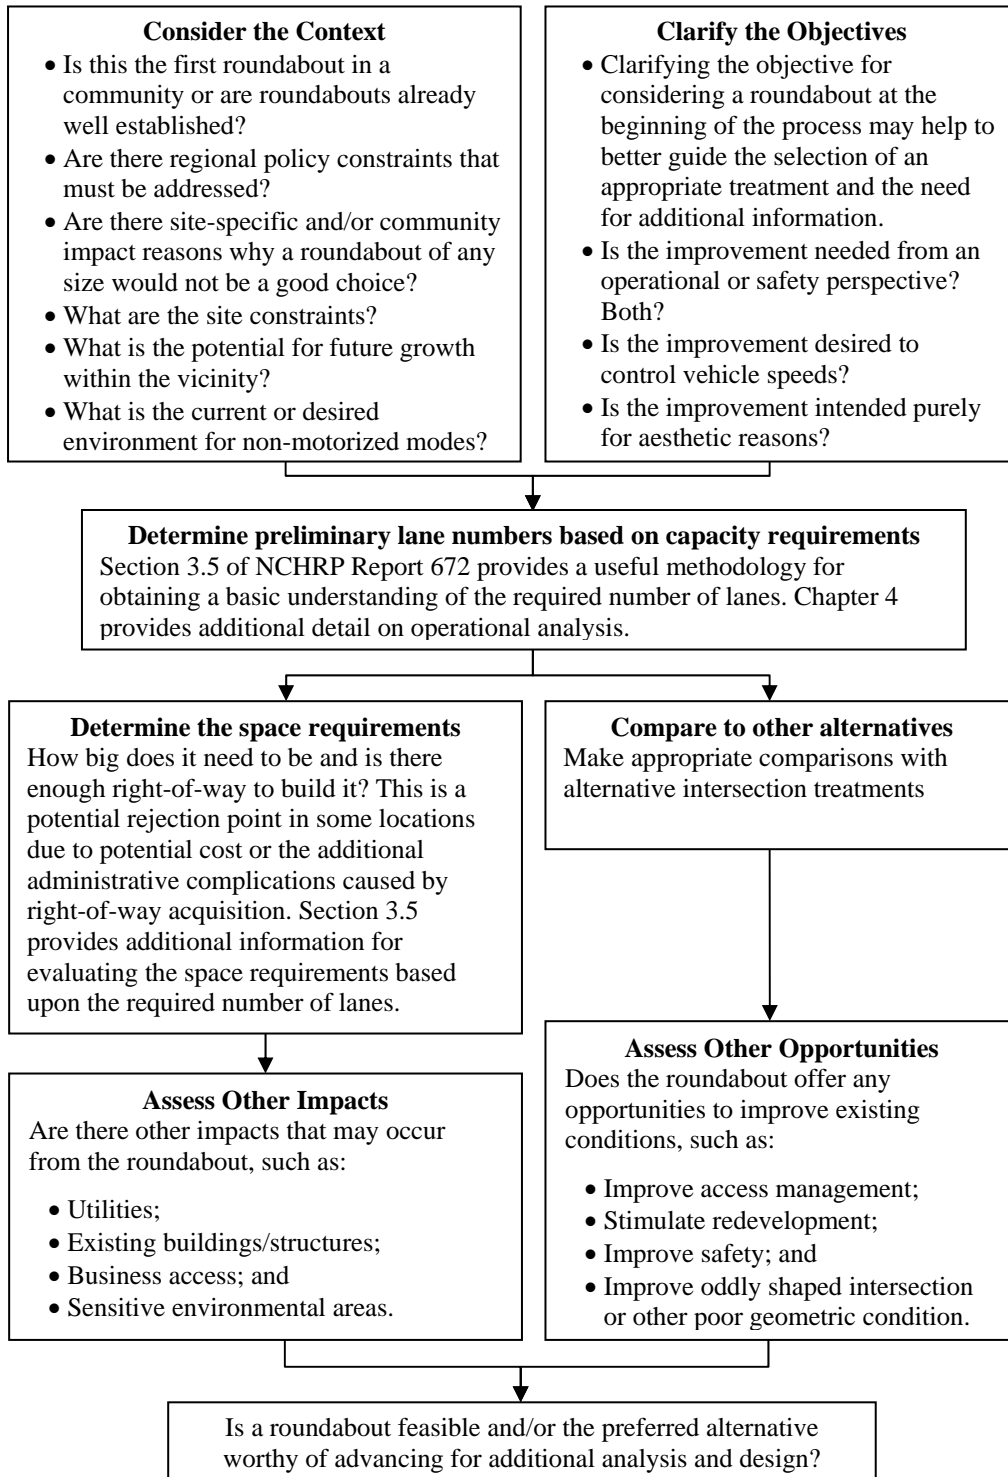 Consider the Context
• Is this the first roundabout in a
community or are roundabouts already
well established?
• Are there regional policy constraints that
must be addressed?
• Are there site-specific and/or community
impact reasons why a roundabout of any
size would not be a good choice?
• What are the site constraints?
• What is the potential for future growth
within the vicinity?
• What is the current or desired
environment for non-motorized modes?
Clarify the Objectives
• Clarifying the objective for
considering a roundabout at the
beginning of the process may help to
better guide the selection of an
appropriate treatment and the need
for additional information.
• Is the improvement needed from an
operational or safety perspective?
Both?
• Is the improvement desired to
control vehicle speeds?
• Is the improvement intended purely
for aesthetic reasons?
Determine preliminary lane numbers based on capacity requirements
Section 3.5 of NCHRP Report 672 provides a useful methodology for
obtaining a basic understanding of the required number of lanes. Chapter 4
provides additional detail on operational analysis.
Determine the space requirements
How big does it need to be and is there
enough right-of-way to build it? This is a
potential rejection point in some locations
due to potential cost or the additional
administrative complications caused by
right-of-way acquisition. Section 3.5
provides additional information for
evaluating the space requirements based
upon the required number of lanes.
Compare to other alternatives
Make appropriate comparisons with
alternative intersection treatments
Assess Other Impacts
Are there other impacts that may occur
from the roundabout, such as:
• Utilities;
• Existing buildings/structures;
• Business access; and
• Sensitive environmental areas.
Assess Other Opportunities
Does the roundabout offer any
opportunities to improve existing
conditions, such as:
• Improve access management;
• Stimulate redevelopment;
• Improve safety; and
• Improve oddly shaped intersection
or other poor geometric condition.
Is a roundabout feasible and/or the preferred alternative
worthy of advancing for additional analysis and design?